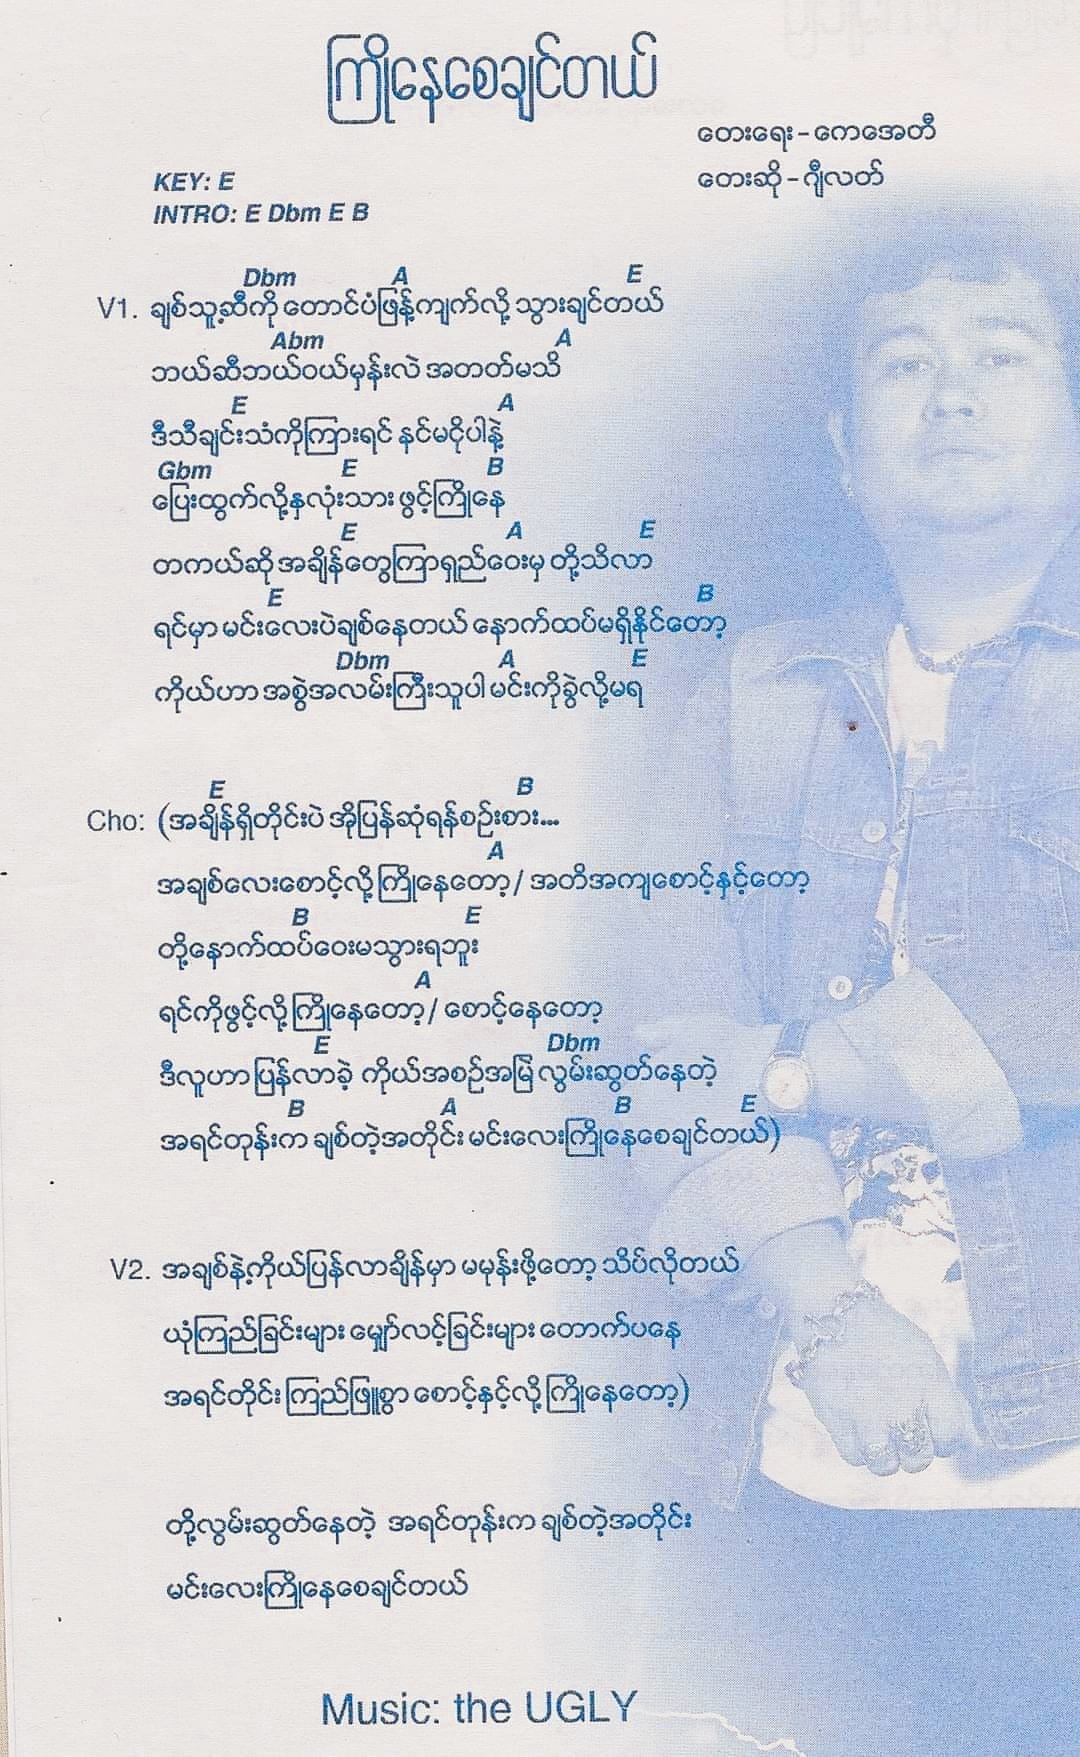 ကြိုနေစေချင်တယ်
တေးရေး - ကေအေတီ
တေးဆို - ဂျီလတ်
KEY: E
INTRO: E Dbm E B
Dbm A E
V1. ချစ်သူ့ဆီကို တောင်ပံဖြန့်ကျက်လို့ သွားချင်တယ်
Abm A
ဘယ်ဆီဘယ်ဝယ်မှန်းလဲ အတတ်မသိ
E A
ဒီသီချင်းသံကိုကြားရင် နင်မငိုပါနဲ့
Gbm E B
ပြေးထွက်လို့နှလုံးသား ဖွင့်ကြိုနေ
E A E
တကယ်ဆို အချိန်တွေကြာရှည်ဝေးမှ တို့သိလာ
E B
ရင်မှာ မင်းလေးပဲချစ်နေတယ် နောက်ထပ်မရှိနိုင်တော့
Dbm A E
ကိုယ်ဟာ အစွဲအလမ်းကြီးသူပါ မင်းကိုခွဲလို့မရ
E B
Cho: (အချိန်ရှိတိုင်းပဲ အိုပြန်ဆုံရန်စဉ်းစား...
A
အချစ်လေးစောင့်လို့ ကြိုနေတော့ / အတိအကျစောင့်နှင့်တော့
B E
တို့နောက်ထပ်ဝေးမသွားရဘူး
A
ရင်ကိုဖွင့်လို့ ကြိုနေတော့ / စောင့်နေတော့
E Dbm
ဒီလူဟာ ပြန်လာခဲ့ ကိုယ်အစဉ်အမြဲ လွမ်းဆွတ်နေတဲ့
B A B E
အရင်တုန်းက ချစ်တဲ့အတိုင်း မင်းလေးကြိုနေစေချင်တယ်)
V2. အချစ်နဲ့ကိုယ်ပြန်လာချိန်မှာ မမုန်းဖို့တော့ သိပ်လိုတယ်
ယုံကြည်ခြင်းများ မျှော်လင့်ခြင်းများ တောက်ပနေ
အရင်တိုင်း ကြည်ဖြူစွာ စောင့်နှင့်လို့ ကြိုနေတော့)
တို့လွမ်းဆွတ်နေတဲ့ အရင်တုန်းက ချစ်တဲ့အတိုင်း
မင်းလေးကြိုနေစေချင်တယ်
Music: the UGLY